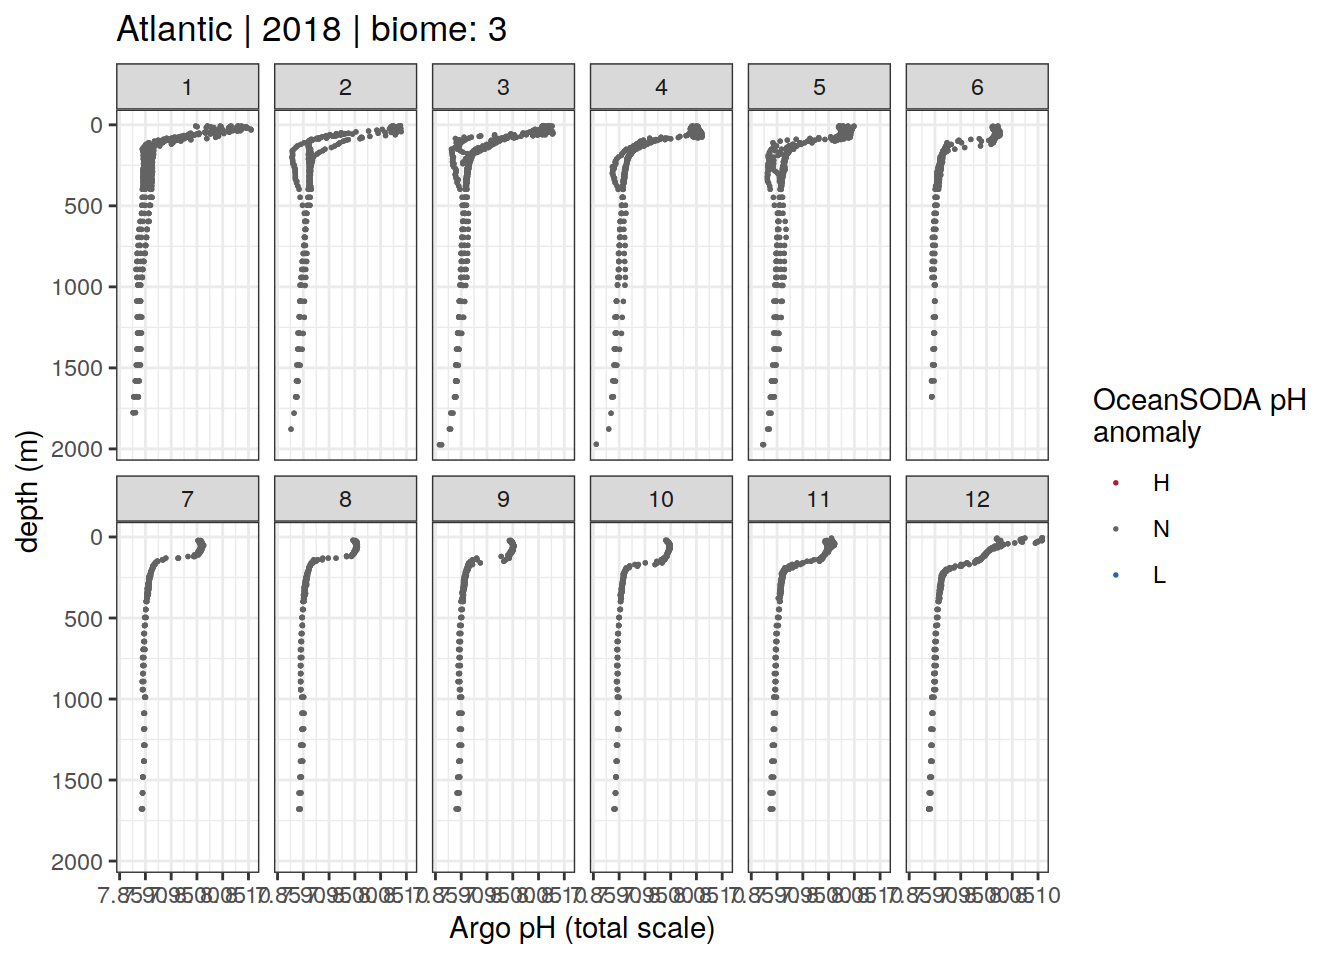 Atlantic | 2018 | biome: 3
1 2 3 4 5 6
0
500
1000
1500
2000
7 8 9 10 11 12
0
500
1000
1500
2000
depth (m)
Argo pH (total scale)
OceanSODA pH
anomaly
H
N
L